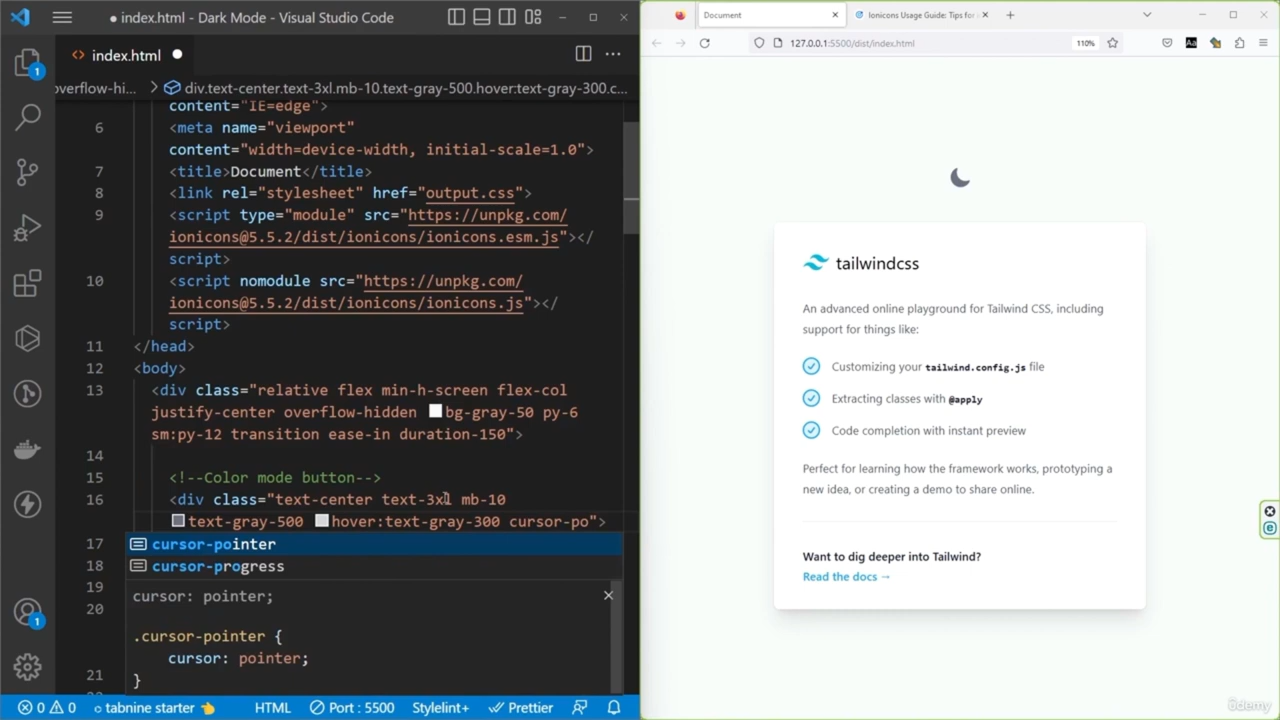 index.html - Dark Mode - Visual Studio Code
index.html
overflow-hi... > div.text-center.text-3xl.mb-10.text-gray-500.hover:text-gray-300.c...
content="IE=edge">
6 <meta name="viewport"
content="width=device-width, initial-scale=1.0">
7 <title>Document</title>
8 <link rel="stylesheet" href="output.css">
9 <script type="module" src="https://unpkg.com/
ionicons@5.5.2/dist/ionicons/ionicons.esm.js"></
script>
10 <script nomodule src="https://unpkg.com/
ionicons@5.5.2/dist/ionicons/ionicons.js"></
script>
11 </head>
12 <body>
13 <div class="relative flex min-h-screen flex-col
justify-center overflow-hidden bg-gray-50 py-6
sm:py-12 transition ease-in duration-150">
14
15 <!--Color mode button-->
16 <div class="text-center text-3xl mb-10
text-gray-500 hover:text-gray-300 cursor-po">
17 cursor-pointer
18 cursor-progress
19 cursor: pointer;
20
.cursor-pointer {
cursor: pointer;
21 }
1
1
0 0 tabnine starter HTML Port : 5500 Stylelint+ Prettier
Document
Ionicons Usage Guide: Tips for
127.0.0.1:5500/dist/index.html
110%
Aa
tailwindcss
An advanced online playground for Tailwind CSS, including
support for things like:
Customizing your tailwind.config.js file
Extracting classes with @apply
Code completion with instant preview
Perfect for learning how the framework works, prototyping a
new idea, or creating a demo to share online.
Want to dig deeper into Tailwind?
Read the docs →
ûdemy